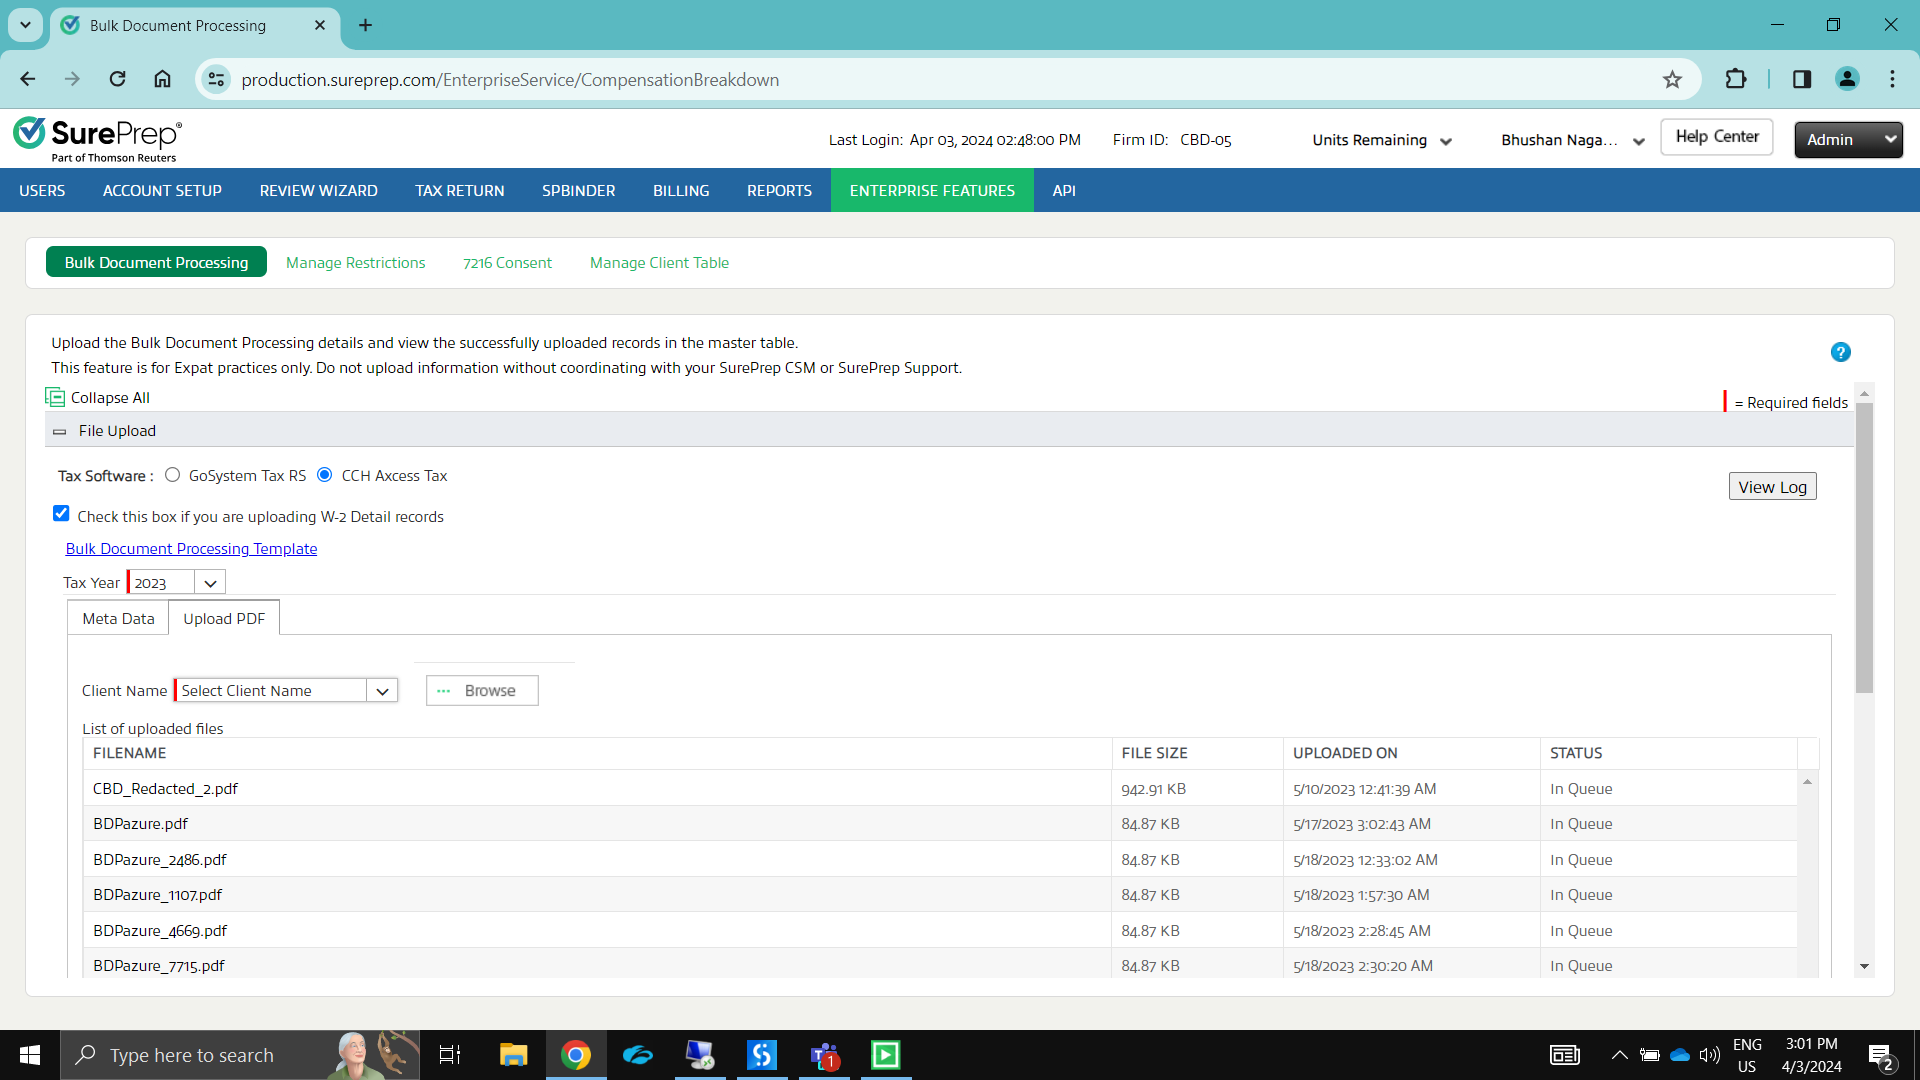 Bulk Document Processing
production.sureprep.com/EnterpriseService/CompensationBreakdown
SurePrep®
Part of Thomson Reuters
Last Login: Apr 03, 2024 02:48:00 PM
Firm ID: CBD-05
Units Remaining
Bhushan Naga...
Help Center
Admin
USERS
ACCOUNT SETUP
REVIEW WIZARD
TAX RETURN
SPBINDER
BILLING
REPORTS
ENTERPRISE FEATURES
API
Bulk Document Processing
Manage Restrictions
7216 Consent
Manage Client Table
Upload the Bulk Document Processing details and view the successfully uploaded records in the master table.
?
This feature is for Expat practices only. Do not upload information without coordinating with your SurePrep CSM or SurePrep Support.
Collapse All
= Required fields
File Upload
Tax Software : GoSystem Tax RS CCH Axcess Tax
View Log
Check this box if you are uploading W-2 Detail records
Bulk Document Processing Template
Tax Year 2023
Meta Data
Upload PDF
Client Name Select Client Name
Browse
List of uploaded files
FILENAME FILE SIZE UPLOADED ON STATUS
CBD_Redacted_2.pdf 942.91 KB 5/10/2023 12:41:39 AM In Queue
BDPazure.pdf 84.87 KB 5/17/2023 3:02:43 AM In Queue
BDPazure_2486.pdf 84.87 KB 5/18/2023 12:33:02 AM In Queue
BDPazure_1107.pdf 84.87 KB 5/18/2023 1:57:30 AM In Queue
BDPazure_4669.pdf 84.87 KB 5/18/2023 2:28:45 AM In Queue
BDPazure_7715.pdf 84.87 KB 5/18/2023 2:30:20 AM In Queue
Type here to search
1
ENG
US
3:01 PM
4/3/2024
2